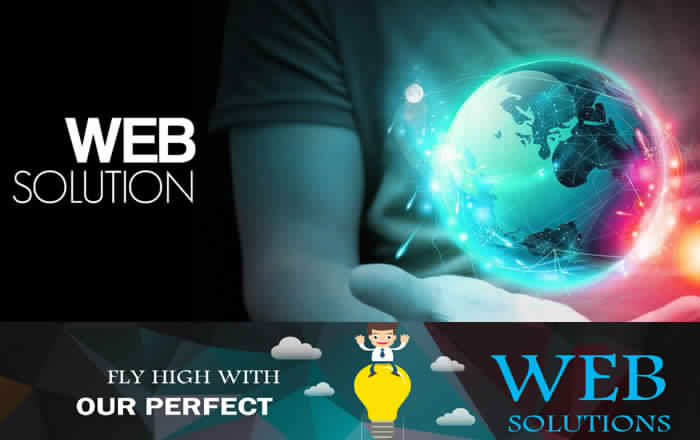 WEB
SOLUTION
FLY HIGH WITH
OUR PERFECT
WEB
SOLUTIONS